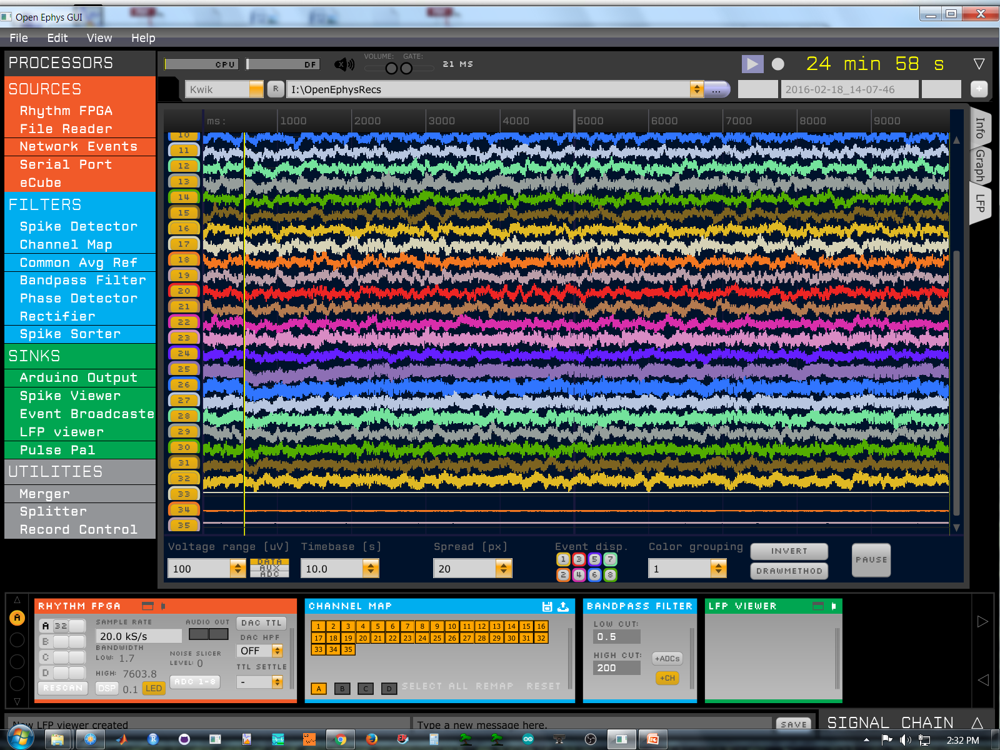 Open Ephys GUI
File Edit View Help
PROCESSORS
SOURCES
Rhythm FPGA
File Reader
Network Events
Serial Port
eCube
FILTERS
Spike Detector
Channel Map
Common Avg Ref
Bandpass Filter
Phase Detector
Rectifier
Spike Sorter
SINKS
Arduino Output
Spike Viewer
Event Broadcaste
LFP viewer
Pulse Pal
UTILITIES
Merger
Splitter
Record Control
CPU DF VOLUME: GATE: 21 MS 24 min 58 s
Kwik R I:\OpenEphysRecs ... 2016-02-18_14-07-46 +
ms: 1000 2000 3000 4000 5000 6000 7000 8000 9000
10
11
12
13
14
15
16
17
18
19
20
21
22
23
24
25
26
27
28
29
30
31
32
33
34
35
Info
Graph
LFP
Voltage range (uV) Timebase (s) Spread (px) Event disp. Color grouping
100 DATA AUX ADC 10.0 20 1 3 5 7 1 INVERT PAUSE
2 4 6 8 DRAWMETHOD
A
RHYTHM FPGA
A 32
B
C
D
RESCAN
SAMPLE RATE
20.0 kS/s
BANDWIDTH
LOW: 1.7
HIGH: 7603.8
DSP 0.1 LED
AUDIO OUT
NOISE SLICER
LEVEL: 0
ADC 1-8
DAC TTL
DAC HPF
OFF
TTL SETTLE
-
CHANNEL MAP
1 2 3 4 5 6 7 8 9 10 11 12 13 14 15 16
17 18 19 20 21 22 23 24 25 26 27 28 29 30 31 32
33 34 35
A B C D SELECT ALL REMAP RESET
BANDPASS FILTER
LOW CUT:
0.5
HIGH CUT:
200
+ADCs
+CH
LFP VIEWER
New LFP viewer created Type a new message here. SAVE SIGNAL CHAIN
2:32 PM